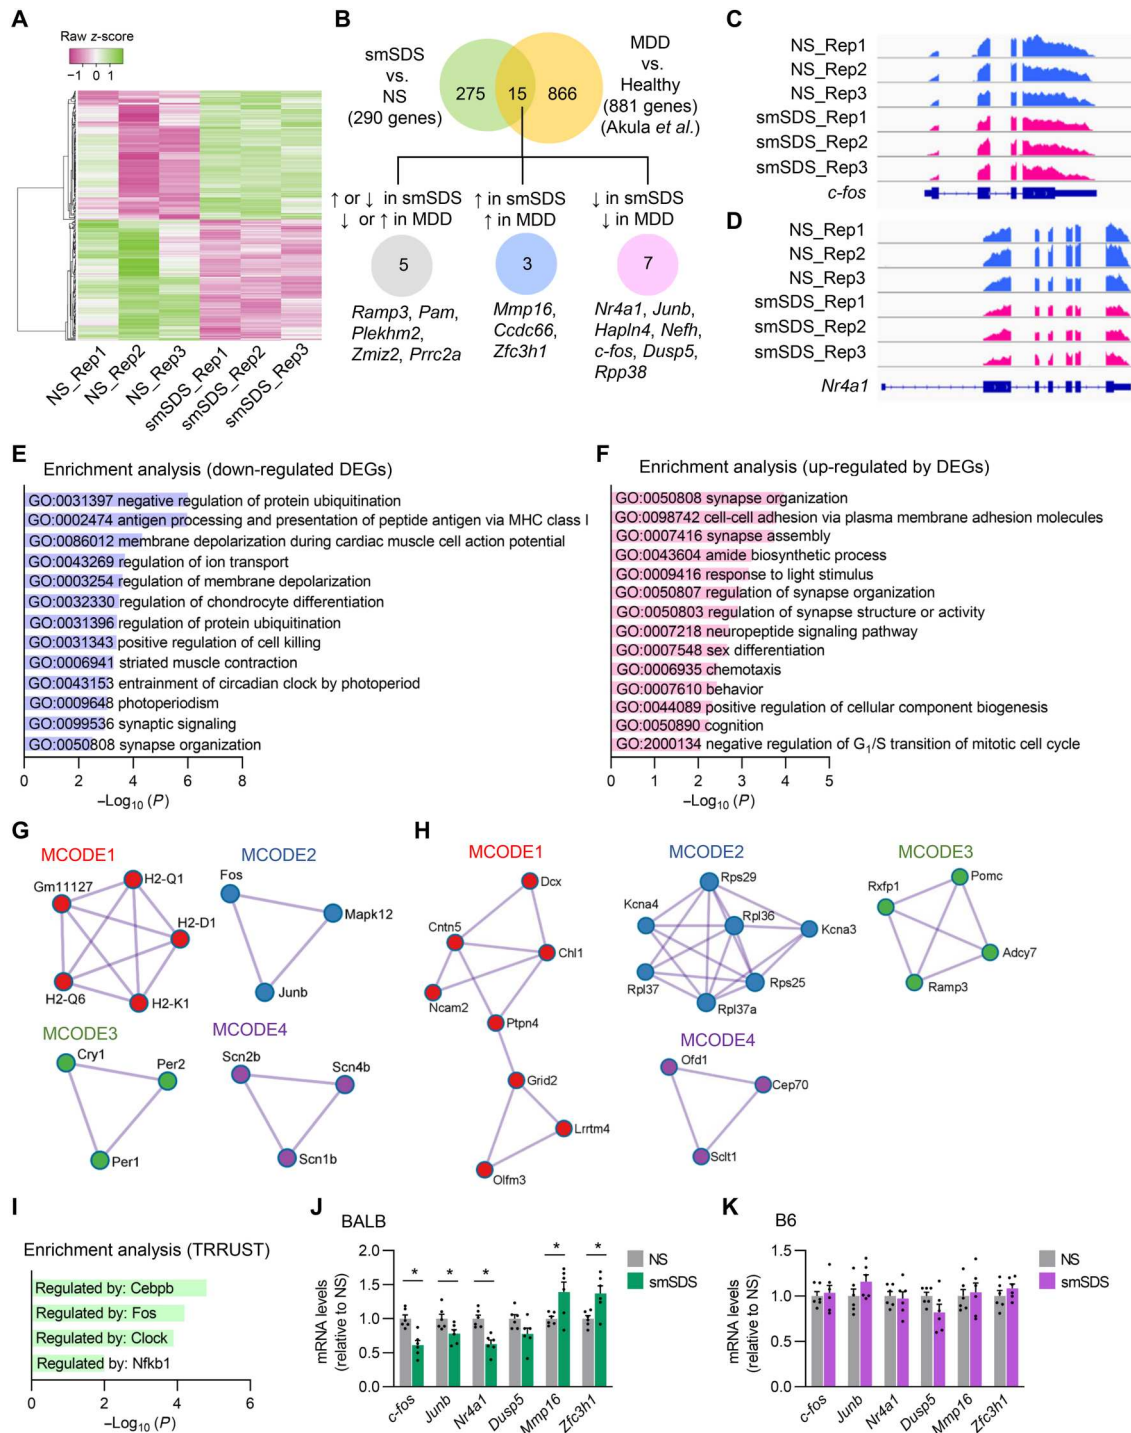 A
Raw z-score
−1 0 1
NS_Rep1
NS_Rep2
NS_Rep3
smSDS_Rep1
smSDS_Rep2
smSDS_Rep3
B
smSDS
vs.
NS
(290 genes)
275 15 866
MDD
vs.
Healthy
(881 genes)
(Akula et al.)
↑ or ↓ in smSDS
↓ or ↑ in MDD
5
Ramp3, Pam,
Plekhm2,
Zmiz2, Prrc2a
↑ in smSDS
↑ in MDD
3
Mmp16,
Ccdc66,
Zfc3h1
↓ in smSDS
↓ in MDD
7
Nr4a1, Junb,
Hapln4, Nefh,
c-fos, Dusp5,
Rpp38
C
NS_Rep1
NS_Rep2
NS_Rep3
smSDS_Rep1
smSDS_Rep2
smSDS_Rep3
c-fos
D
NS_Rep1
NS_Rep2
NS_Rep3
smSDS_Rep1
smSDS_Rep2
smSDS_Rep3
Nr4a1
E
Enrichment analysis (down-regulated DEGs)
GO:0031397 negative regulation of protein ubiquitination
GO:0002474 antigen processing and presentation of peptide antigen via MHC class I
GO:0086012 membrane depolarization during cardiac muscle cell action potential
GO:0043269 regulation of ion transport
GO:0003254 regulation of membrane depolarization
GO:0032330 regulation of chondrocyte differentiation
GO:0031396 regulation of protein ubiquitination
GO:0031343 positive regulation of cell killing
GO:0006941 striated muscle contraction
GO:0043153 entrainment of circadian clock by photoperiod
GO:0009648 photoperiodism
GO:0099536 synaptic signaling
GO:0050808 synapse organization
0 2 4 6 8
−Log10 (P)
F
Enrichment analysis (up-regulated by DEGs)
GO:0050808 synapse organization
GO:0098742 cell-cell adhesion via plasma membrane adhesion molecules
GO:0007416 synapse assembly
GO:0043604 amide biosynthetic process
GO:0009416 response to light stimulus
GO:0050807 regulation of synapse organization
GO:0050803 regulation of synapse structure or activity
GO:0007218 neuropeptide signaling pathway
GO:0007548 sex differentiation
GO:0006935 chemotaxis
GO:0007610 behavior
GO:0044089 positive regulation of cellular component biogenesis
GO:0050890 cognition
GO:2000134 negative regulation of G1/S transition of mitotic cell cycle
0 1 2 3 4 5
−Log10 (P)
G
MCODE1
Gm11127
H2-Q1
H2-D1
H2-Q6
H2-K1
MCODE2
Fos
Mapk12
Junb
MCODE3
Cry1
Per2
Per1
MCODE4
Scn2b
Scn4b
Scn1b
H
MCODE1
Dcx
Cntn5
Chl1
Ncam2
Ptpn4
Grid2
Lrrtm4
Olfm3
MCODE2
Rps29
Kcna4
Rpl36
Kcna3
Rpl37
Rps25
Rpl37a
MCODE3
Pomc
Rxfp1
Adcy7
Ramp3
MCODE4
Ofd1
Cep70
Sclt1
I
Enrichment analysis (TRRUST)
Regulated by: Cebpb
Regulated by: Fos
Regulated by: Clock
Regulated by: Nfkb1
0 2 4 6
−Log10 (P)
J
BALB
mRNA levels
(relative to NS)
2.0
1.5
1.0
0.5
0.0
* * * * *
NS
smSDS
c-fos
Junb
Nr4a1
Dusp5
Mmp16
Zfc3h1
K
B6
mRNA levels
(relative to NS)
1.5
1.0
0.5
0.0
NS
smSDS
c-fos
Junb
Nr4a1
Dusp5
Mmp16
Zfc3h1